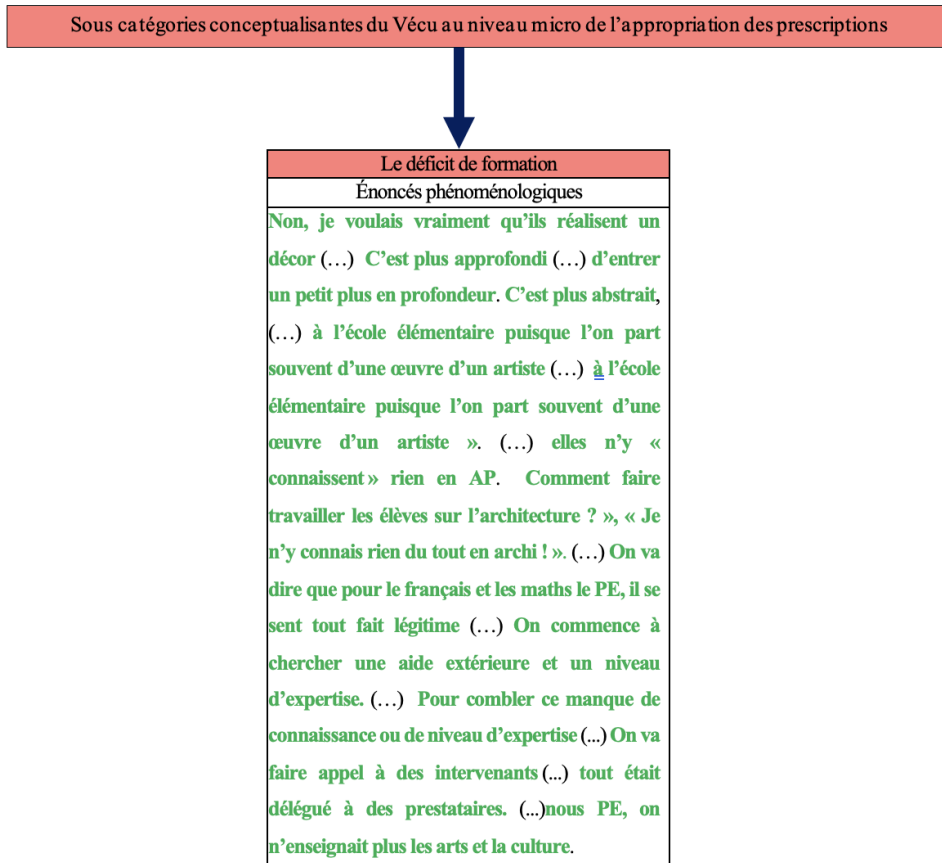 Sous catégories conceptualisantes du Vécu au niveau micro de l’appropriation des prescriptions
Le déficit de formation
Énoncés phénoménologiques
Non, je voulais vraiment qu’ils réalisent un
décor (…) C’est plus approfondi (…) d’entrer
un petit plus en profondeur. C’est plus abstrait,
(…) à l’école élémentaire puisque l’on part
souvent d’une œuvre d’un artiste (…) à l’école
élémentaire puisque l’on part souvent d’une
œuvre d’un artiste ». (…) elles n’y «
connaissent » rien en AP. Comment faire
travailler les élèves sur l’architecture ? », « Je
n’y connais rien du tout en archi ! ». (…) On va
dire que pour le français et les maths le PE, il se
sent tout fait légitime (…) On commence à
chercher une aide extérieure et un niveau
d’expertise. (…) Pour combler ce manque de
connaissance ou de niveau d’expertise (...) On va
faire appel à des intervenants (...) tout était
délégué à des prestataires. (...)nous PE, on
n’enseignait plus les arts et la culture.